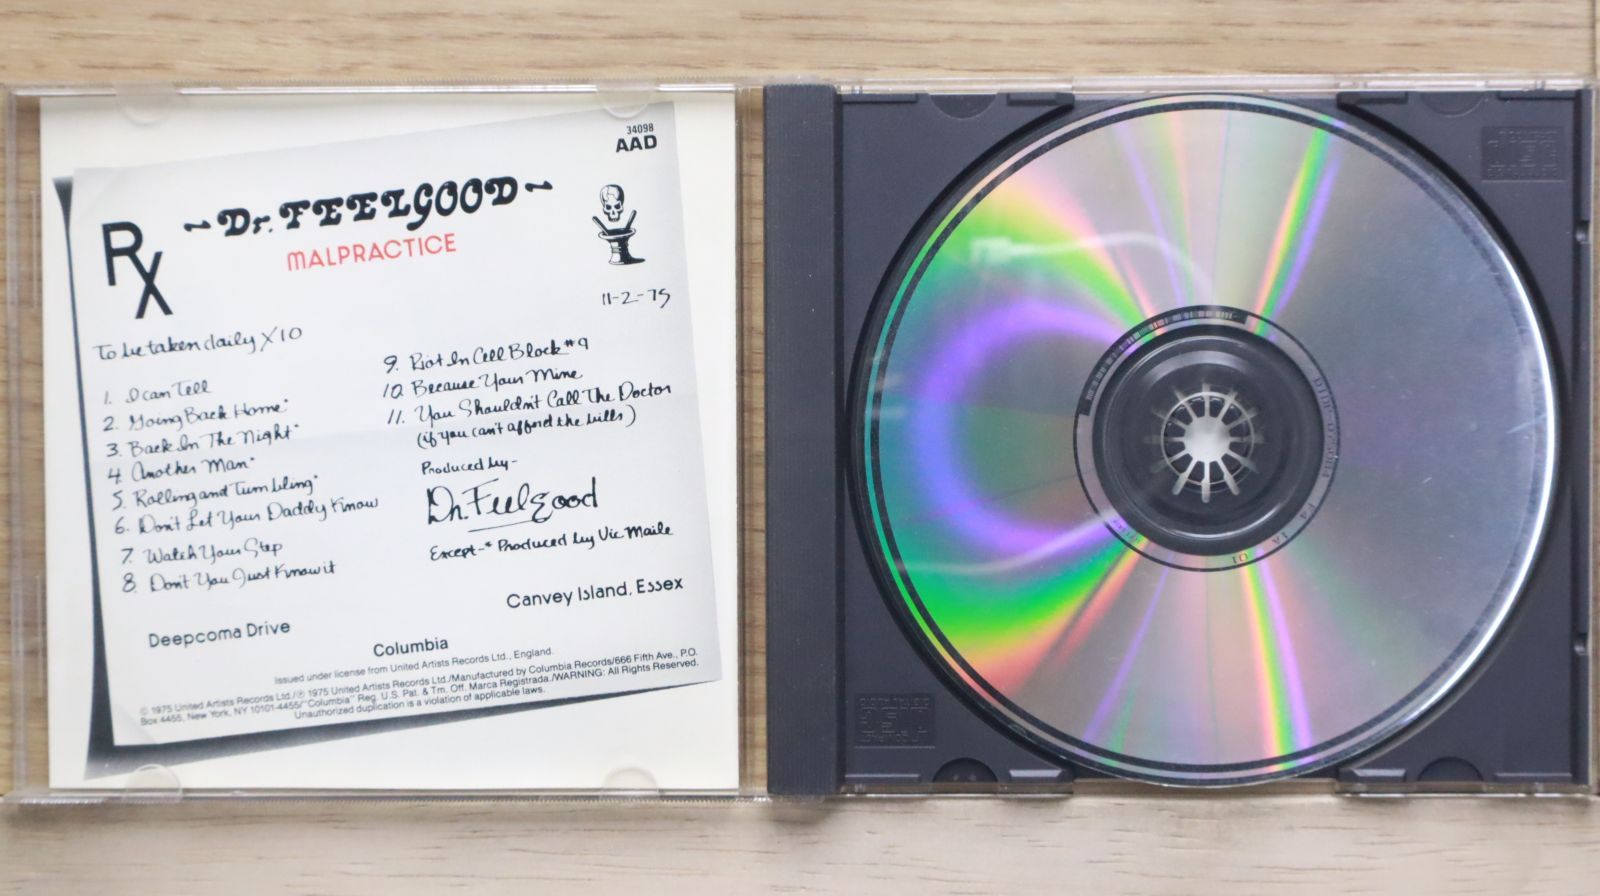 34098
AAD
RX
~Dr. FEELGOOD~
MALPRACTICE
11-2-75
To be taken daily X10
1. I can Tell
2. Going Back Home*
3. Back In The Night*
4. Another Man*
5. Rolling and Tumbling*
6. Don't Let Your Daddy Know
7. Watch Your Step
8. Don't You Just Know it
9. Riot In Cell Block #9
10. Because Your Mine
11. You Shouldn't Call The Doctor
(if you can't afford the bills)
Produced by-
Dr. Feelgood
Except-* Produced by Vic Maile
Canvey Island, Essex
Deepcoma Drive
Columbia
Issued under license from United Artists Records Ltd., England.
© 1975 United Artists Records Ltd./℗ 1975 United Artists Records Ltd./Manufactured by Columbia Records/666 Fifth Ave., P.O.
Box 4455, New York, NY 10101-4455/"Columbia" Reg. U.S. Pat. & Tm. Off. Marca Registrada./WARNING: All Rights Reserved.
Unauthorized duplication is a violation of applicable laws.
1A 01